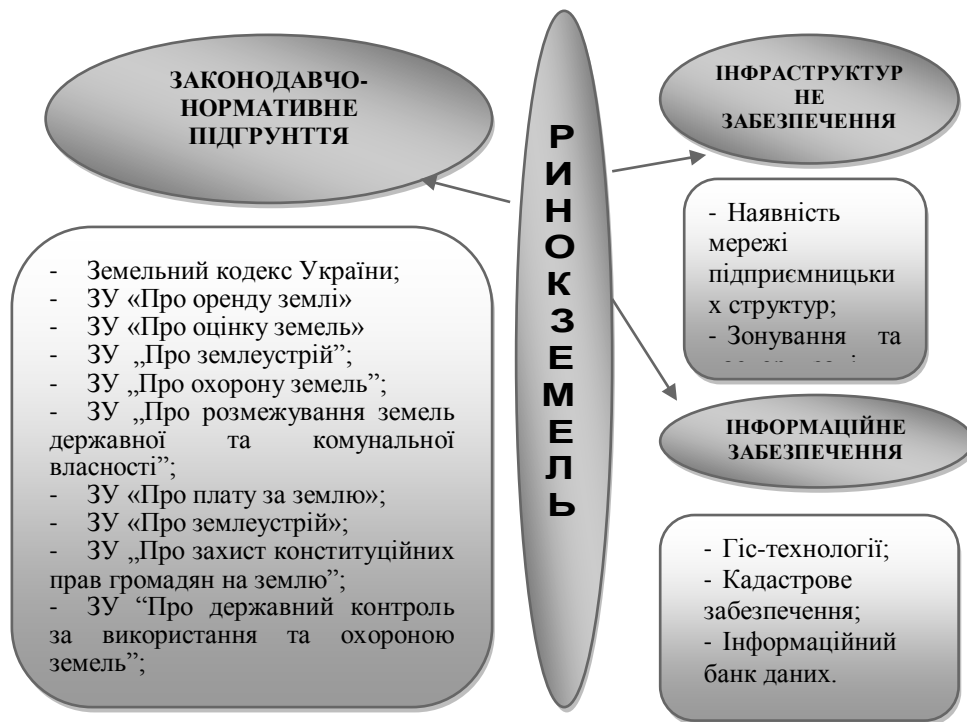 ЗАКОНОДАВЧО-
НОРМАТИВНЕ
ПІДГРУНТТЯ
- Земельний кодекс України;
- ЗУ «Про оренду землі»
- ЗУ «Про оцінку земель»
- ЗУ „Про землеустрій”;
- ЗУ „Про охорону земель”;
- ЗУ „Про розмежування земель
державної та комунальної
власності”;
- ЗУ «Про плату за землю»;
- ЗУ «Про землеустрій»;
- ЗУ „Про захист конституційних
прав громадян на землю”;
- ЗУ “Про державний контроль
за використання та охороною
земель”;
Р
И
Н
О
К
З
Е
М
Е
Л
Ь
ІНФРАСТРУКТУР
НЕ
ЗАБЕЗПЕЧЕННЯ
- Наявність
мережі
підприємницьки
х структур;
- Зонування та
ІНФОРМАЦІЙНЕ
ЗАБЕЗПЕЧЕННЯ
- Гіс-технології;
- Кадастрове
забезпечення;
- Інформаційний
банк даних.